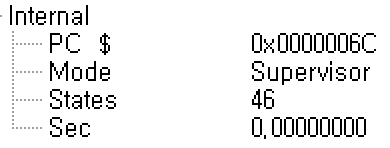 Internal
PC $ 0x0000006C
Mode Supervisor
States 46
Sec 0,00000000